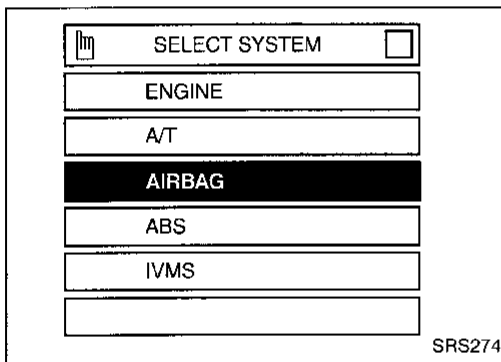 SELECT SYSTEM
ENGINE
A/T
AIRBAG
ABS
IVMS
SRS274